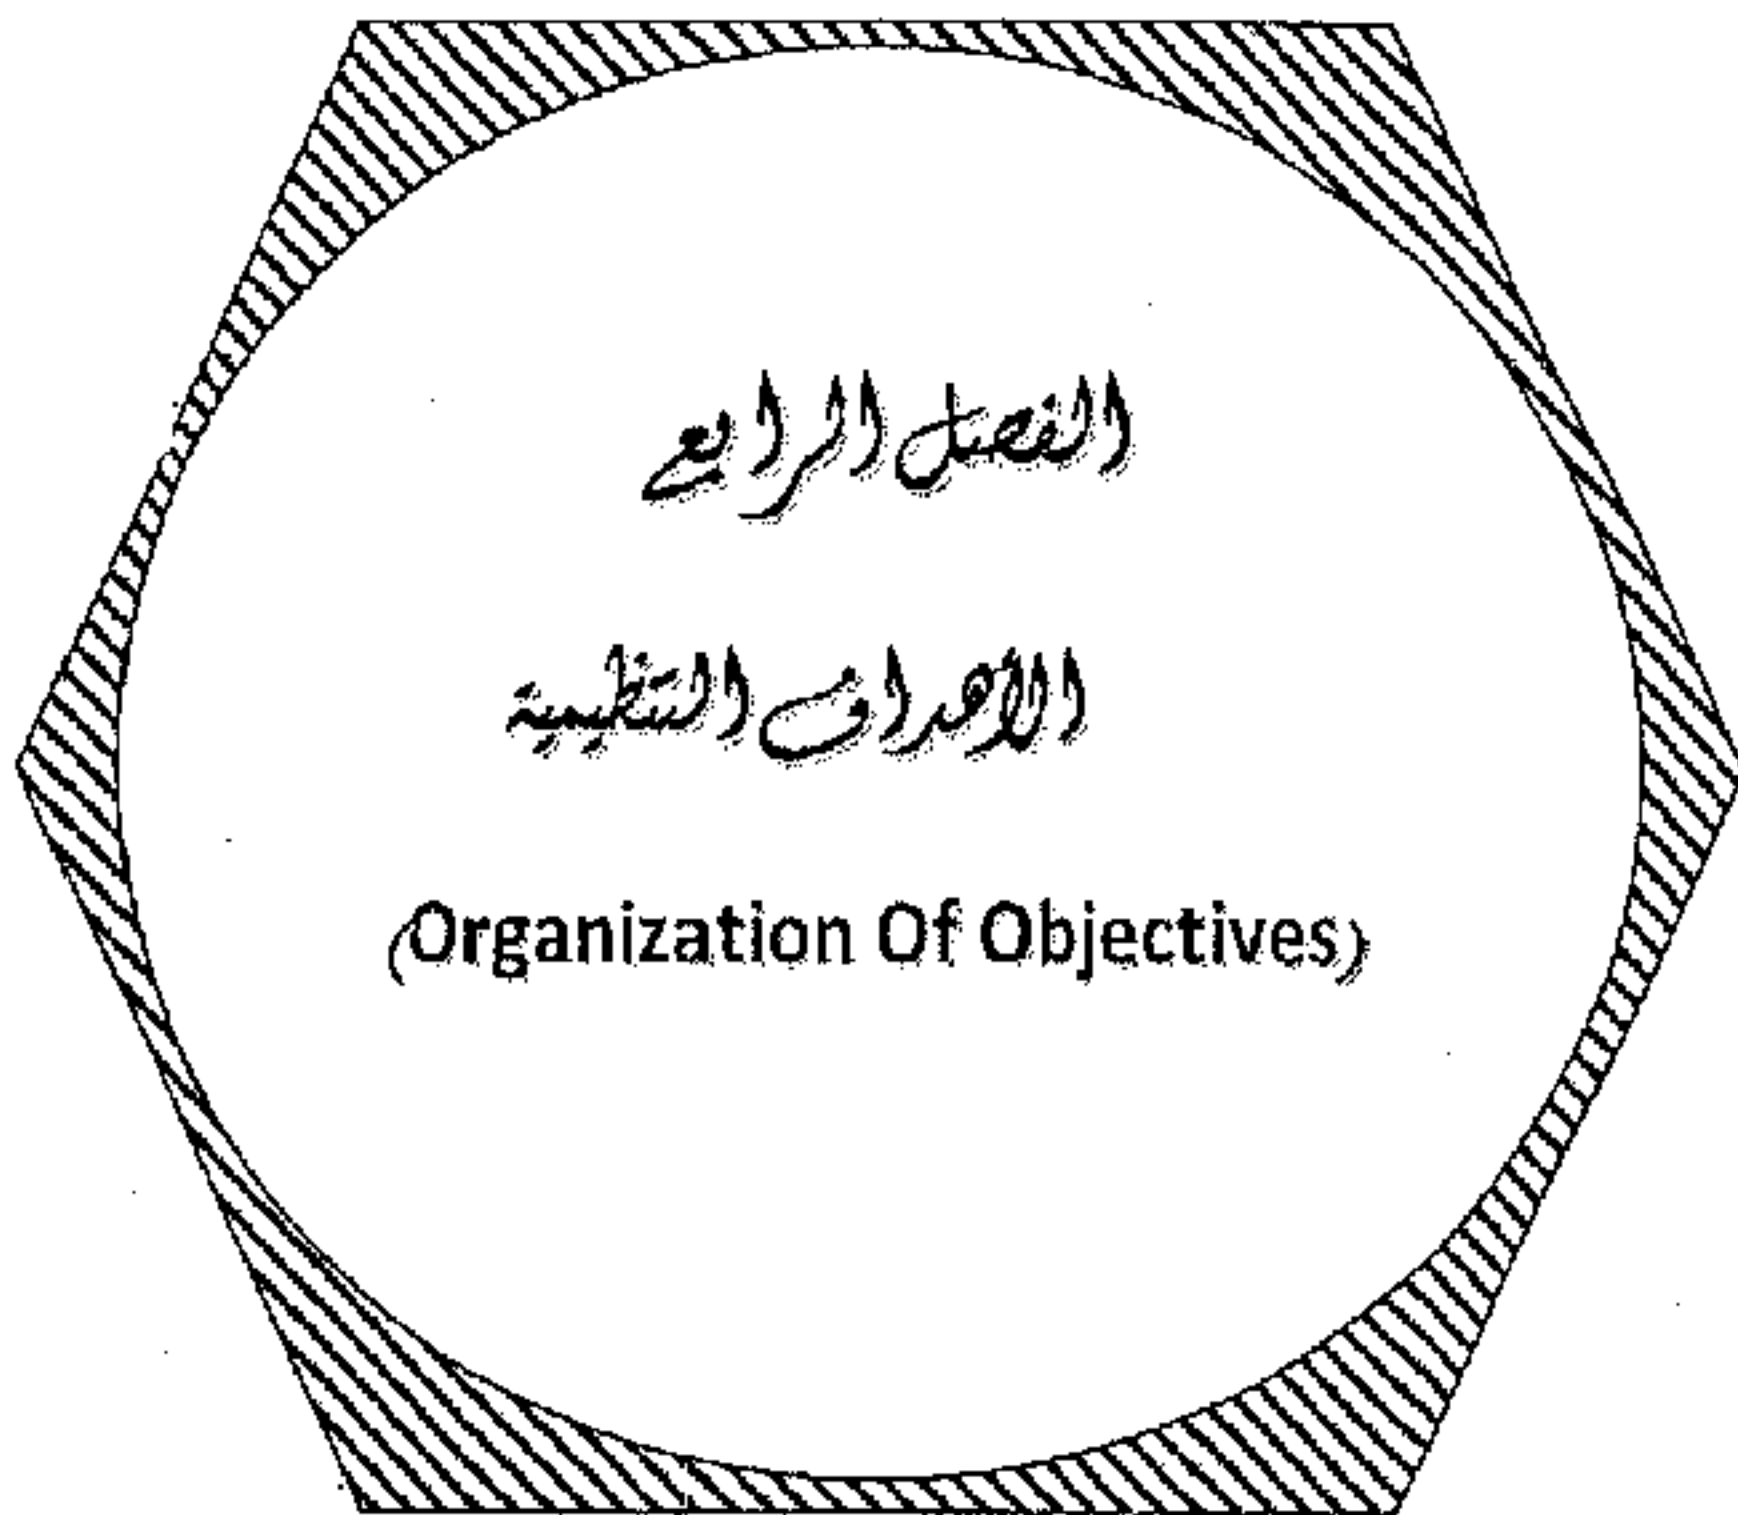 الفصل الرابع
الأهداف التنظيمية
(Organization Of Objectives)